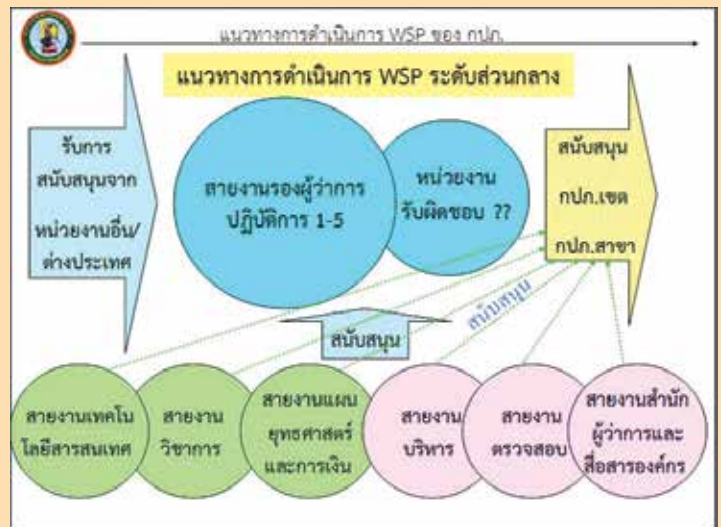 แนวทางการดำเนินการ WSP ของ กปภ.
แนวทางการดำเนินการ WSP ระดับส่วนกลาง
รับการ
สนับสนุนจาก
หน่วยงานอื่น/
ต่างประเทศ
สายงานรองผู้ว่าการ
ปฏิบัติการ 1-5
หน่วยงาน
รับผิดชอบ ??
สนับสนุน
กปภ.เขต
กปภ.สาขา
สนับสนุน
สนับสนุน
สายงานเทคโน
โลยีสารสนเทศ
สายงาน
วิชาการ
สายงานแผน
ยุทธศาสตร์
และการเงิน
สายงาน
บริหาร
สายงาน
ตรวจสอบ
สายงานสำนัก
ผู้ว่าการและ
สื่อสารองค์กร